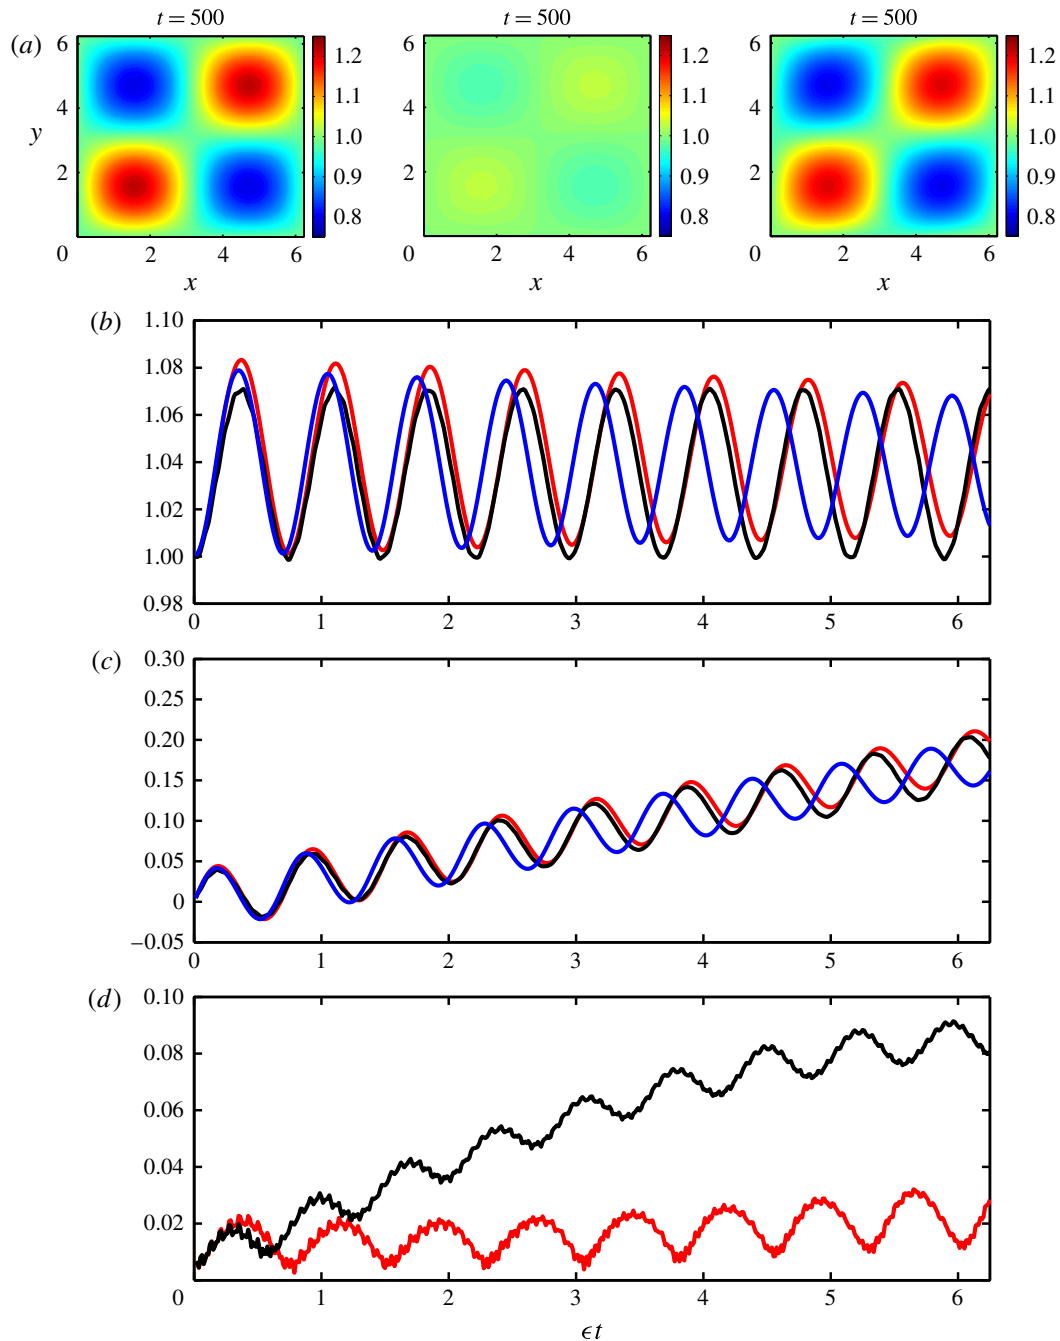 t = 500 t = 500 t = 500
(a) 6 6 6
1.2 1.2 1.2
4 1.1 4 1.1 4 1.1
y 1.0 1.0 1.0
2 0.9 2 0.9 2 0.9
0.8 0.8 0.8
0 2 4 6 0 2 4 6 0 2 4 6
x x x
(b) 1.10
1.08
1.06
1.04
1.02
1.00
0.98
0 1 2 3 4 5 6
(c) 0.30
0.25
0.20
0.15
0.10
0.05
0
–0.05
0 1 2 3 4 5 6
(d) 0.10
0.08
0.06
0.04
0.02
0 1 2 3 4 5 6
ϵt